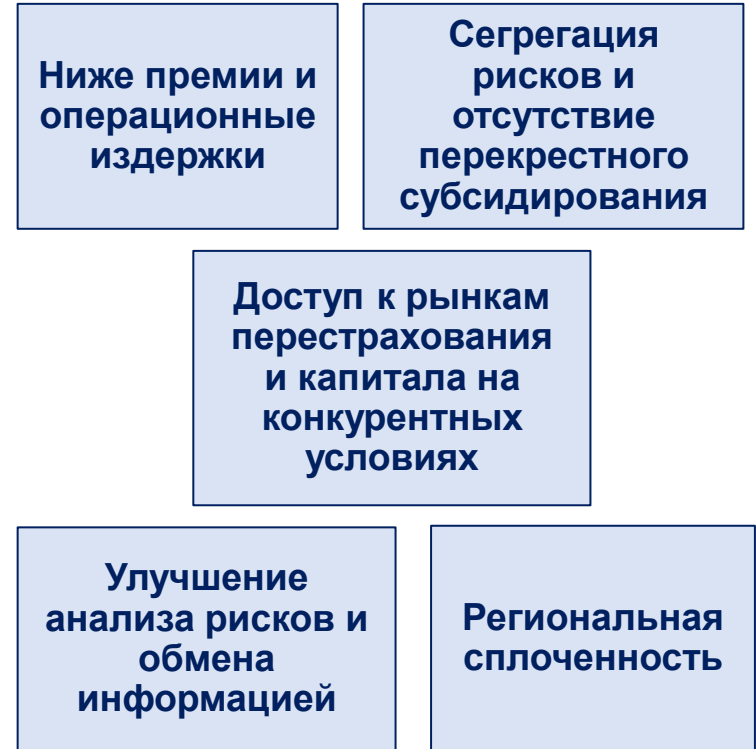 Ниже премии и
операционные
издержки
Сегрегация
рисков и
отсутствие
перекрестного
субсидирования
Доступ к рынкам
перестрахования
и капитала на
конкурентных
условиях
Улучшение
анализа рисков и
обмена
информацией
Региональная
сплоченность